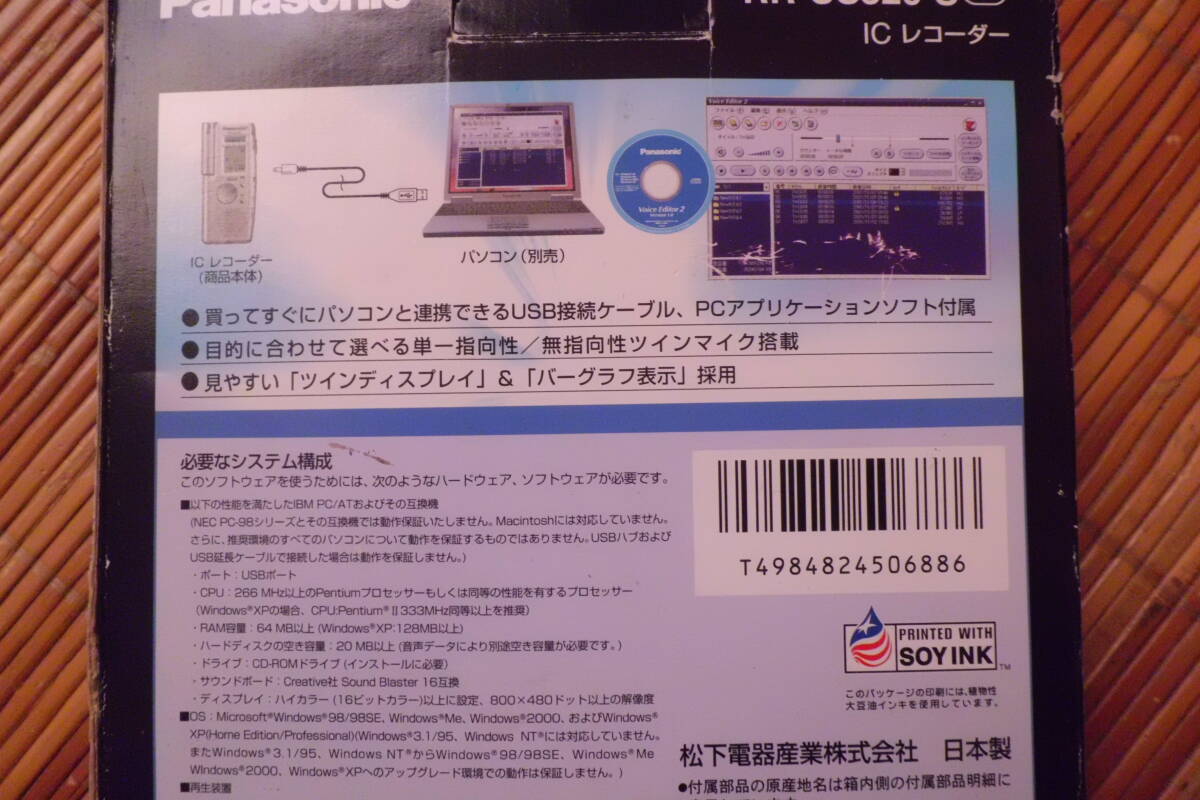 Panasonic
IC レコーダー
Voice Editor 2
Panasonic
Voice Editor 2
IC レコーダー
(商品本体)
パソコン(別売)
●買ってすぐにパソコンと連携できるUSB接続ケーブル、PCアプリケーションソフト付属
●目的に合わせて選べる単一指向性/無指向性ツインマイク搭載
●見やすい「ツインディスプレイ」&「バーグラフ表示」採用
必要なシステム構成
このソフトウェアを使うためには、次のようなハードウェア、ソフトウェアが必要です。
■以下の性能を満たしたIBM PC/ATおよびその互換機
(NEC PC-98シリーズとその互換機では動作保証いたしません。Macintoshには対応していません。
さらに、推奨環境のすべてのパソコンについて動作を保証するものではありません。USBハブおよび
USB延長ケーブルで接続した場合は動作を保証しません。)
・ポート:USBポート
・CPU:266 MHz以上のPentiumプロセッサーもしくは同等の性能を有するプロセッサー
(Windows®XPの場合、CPU:Pentium®Ⅱ333MHz同等以上を推奨)
・RAM容量:64 MB以上 (Windows®XP:128MB以上)
・ハードディスクの空き容量:20 MB以上 (音声データにより別途空き容量が必要です。)
・ドライブ:CD-ROMドライブ (インストールに必要)
・サウンドボード:Creative社 Sound Blaster 16互換
・ディスプレイ:ハイカラー (16ビットカラー)以上に設定、800×480ドット以上の解像度
■OS:Microsoft®Windows®98/98SE、Windows®Me、Windows®2000、およびWindows®
XP(Home Edition/Professional)(Windows®3.1/95、Windows NT®には対応していません。
またWindows®3.1/95、Windows NT®からWindows®98/98SE、Windows®Me
Windows®2000、Windows®XPへのアップグレード環境での動作は保証しません。)
■再生装置
T4984824506886
PRINTED WITH
SOY INK
TM
このパッケージの印刷には、植物性
大豆油インキを使用しています。
松下電器産業株式会社 日本製
●付属部品の原産地名は箱内側の付属部品明細に